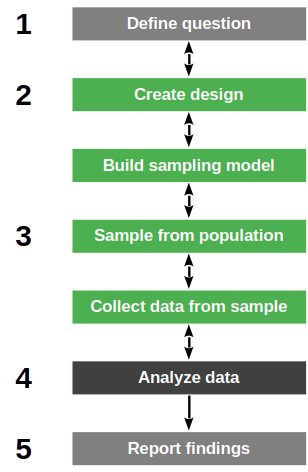 1 Define question
2 Create design
Build sampling model
3 Sample from population
Collect data from sample
4 Analyze data
5 Report findings